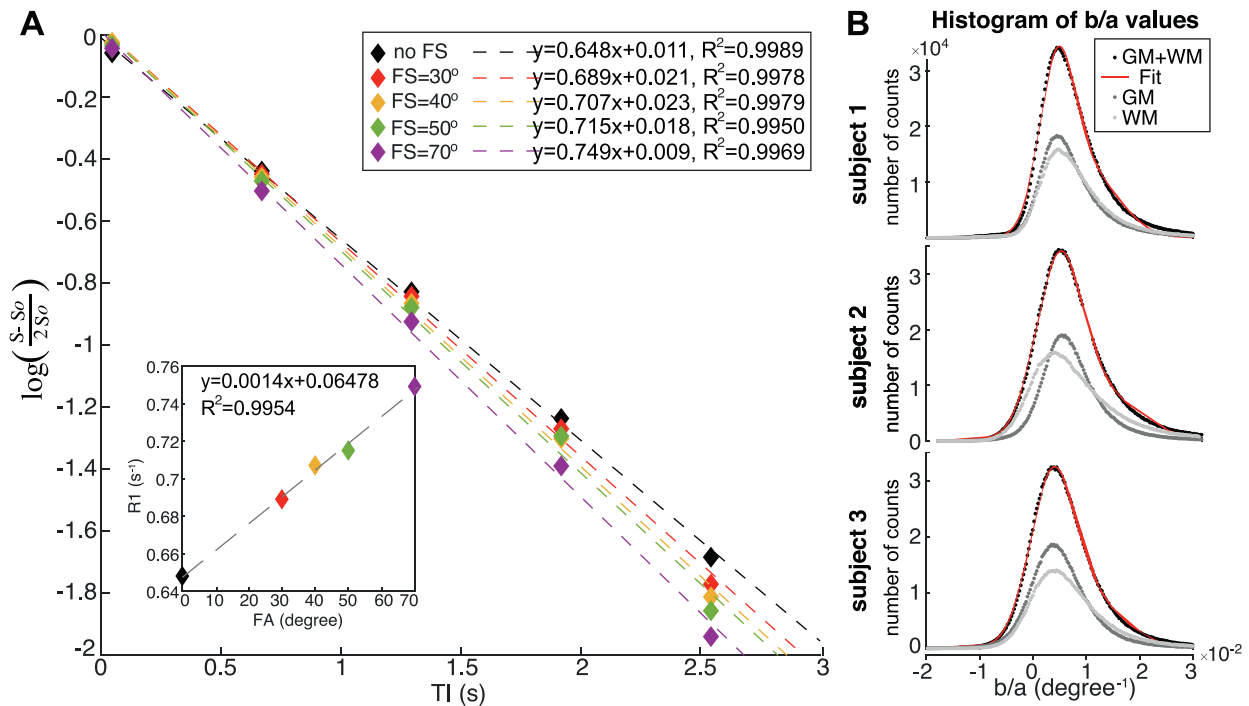 A
0
-0.2
-0.4
-0.6
-0.8
-1
-1.2
-1.4
-1.6
-1.8
-2
log(S- So / 2 So)
0 0.5 1 1.5 2 2.5 3
TI (s)
no FS y=0.648x+0.011, R²=0.9989
FS=30º y=0.689x+0.021, R²=0.9978
FS=40º y=0.707x+0.023, R²=0.9979
FS=50º y=0.715x+0.018, R²=0.9950
FS=70º y=0.749x+0.009, R²=0.9969
y=0.0014x+0.06478
R²=0.9954
0.76
0.74
0.72
0.7
0.68
0.66
0.64
R1 (s⁻¹)
0 10 20 30 40 50 60 70
FA (degree)
B
Histogram of b/a values
×10⁴
GM+WM
Fit
GM
WM
subject 1
number of counts
3
2
1
subject 2
number of counts
3
2
1
0
subject 3
number of counts
3
2
1
0
-2 -1 0 1 2 3 ×10⁻²
b/a (degree⁻¹)